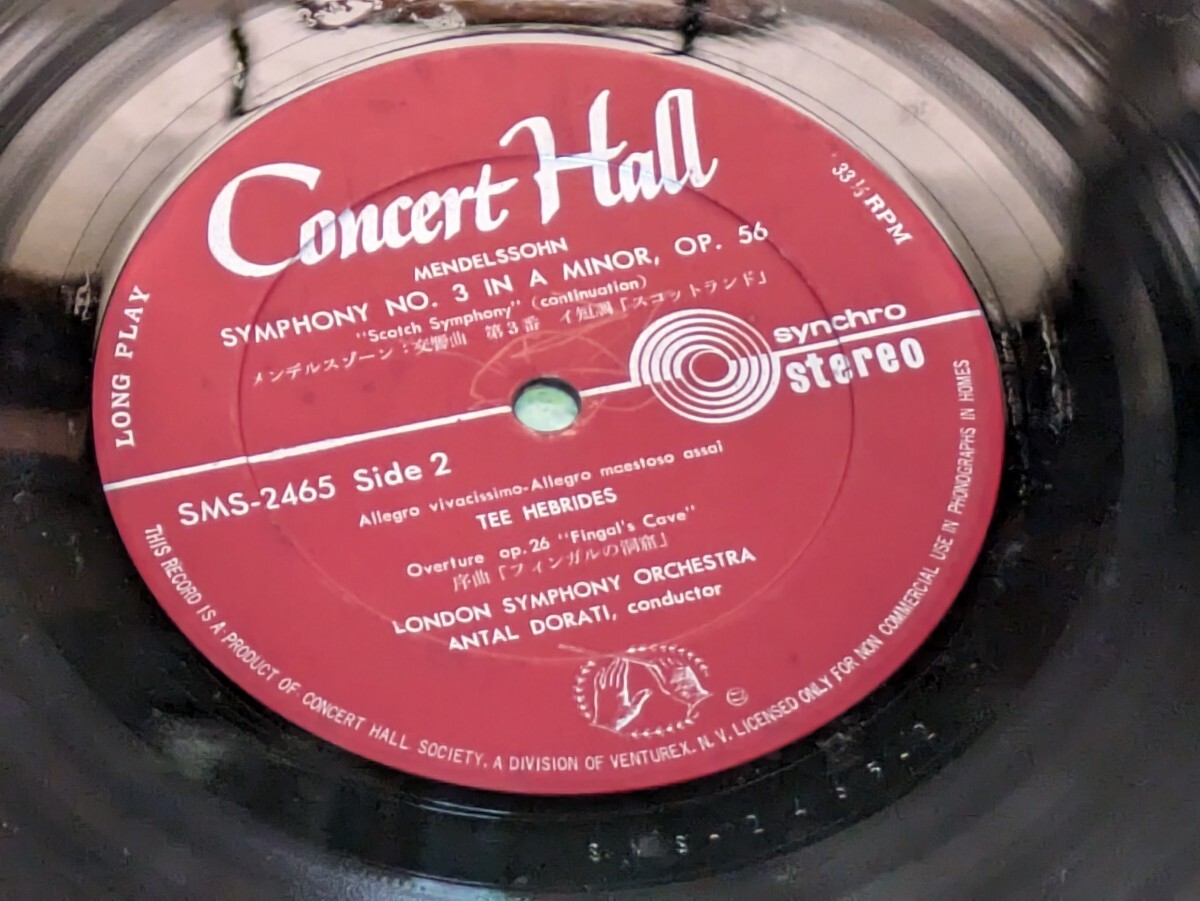 Concert Hall
33 1/3 RPM
LONG PLAY
MENDELSSOHN
SYMPHONY NO. 3 IN A MINOR, OP. 56
"Scotch Symphony" (continuation)
メンデルスゾーン:交響曲 第3番 イ短調「スコットランド」
synchro
stereo
SMS-2465 Side 2
Allegro vivacissimo-Allegro maestoso assai
TEE HEBRIDES
Overture op.26 "Fingal's Cave"
序曲「フィンガルの洞窟」
LONDON SYMPHONY ORCHESTRA
ANTAL DORATI, conductor
THIS RECORD IS A PRODUCT OF CONCERT HALL SOCIETY, A DIVISION OF VENTUREX. N. V. LICENSED ONLY FOR NON COMMERCIAL USE IN PHONOGRAPHS IN HOMES